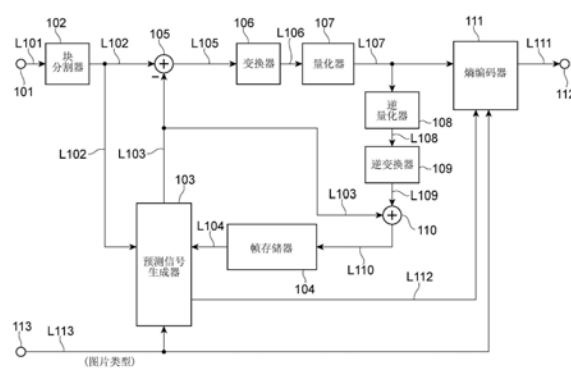 102
107
111
L101
块
分割器
L102
105
L105
106
变换器
L106
量化器
L107
熵编码器
L111
101
112
逆
量化器
108
L108
逆变换器
109
L109
L102
L103
103
L103
110
预测信号
生成器
L104
帧存储器
104
L110
L112
113
L113
(图片类型)